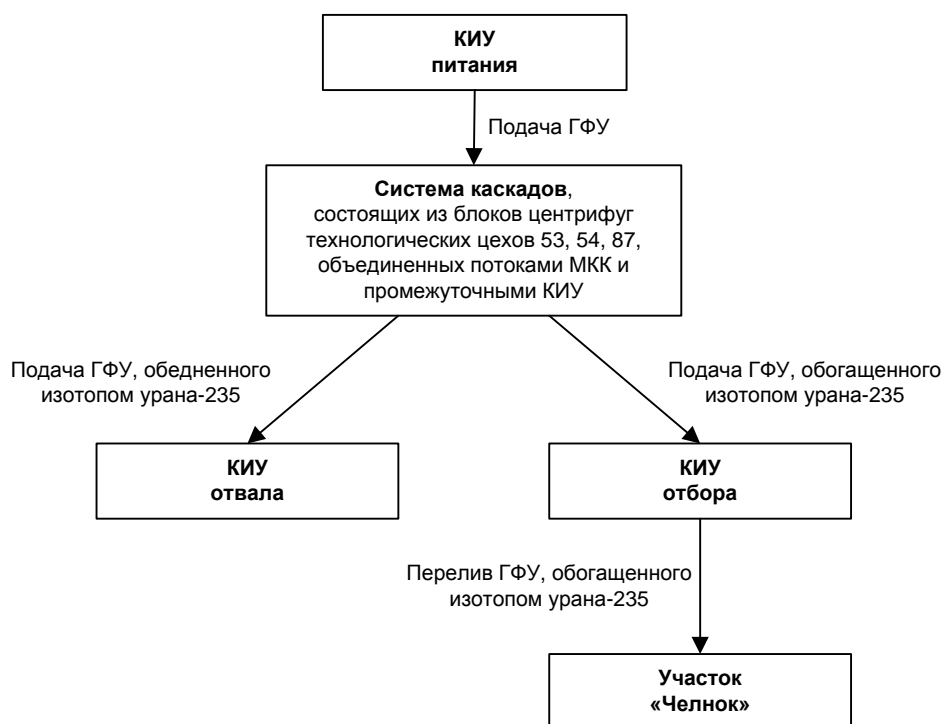 КИУ
питания
Подача ГФУ
Система каскадов,
состоящих из блоков центрифуг
технологических цехов 53, 54, 87,
объединенных потоками МКК и
промежуточными КИУ
Подача ГФУ, обедненного
изотопом урана-235
Подача ГФУ, обогащенного
изотопом урана-235
КИУ
отвала
КИУ
отбора
Перелив ГФУ, обогащенного
изотопом урана-235
Участок
«Челнок»